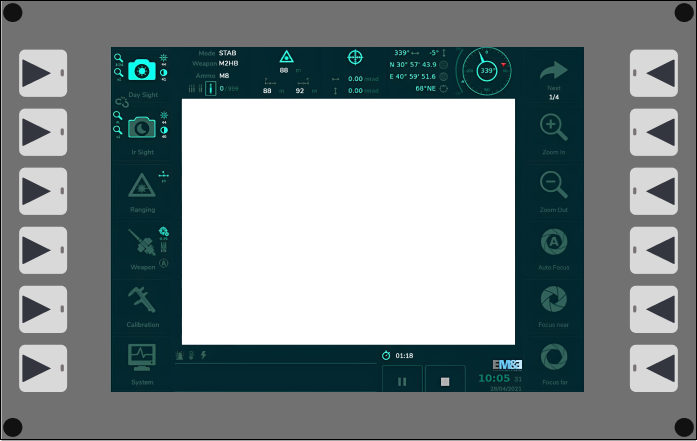 Mode STAB
Weapon M2HB
Ammo M8
0 / 999
88 m
88 m 92 m
0.00 mrad
0.00 mrad
339° -5°
N 30° 57' 43.9
E 40° 59' 51.6
68°NE
339°
Day Sight
Ir Sight
Ranging
Weapon
Calibration
System
Next
1/4
Zoom In
Zoom Out
A
Auto Focus
Focus near
Focus far
01:18
EM&E
10:05 31
28/04/2021